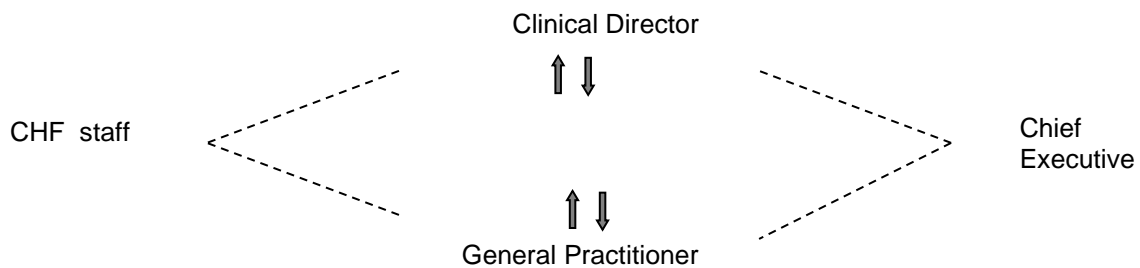 Clinical Director
CHF staff
Chief
Executive
General Practitioner